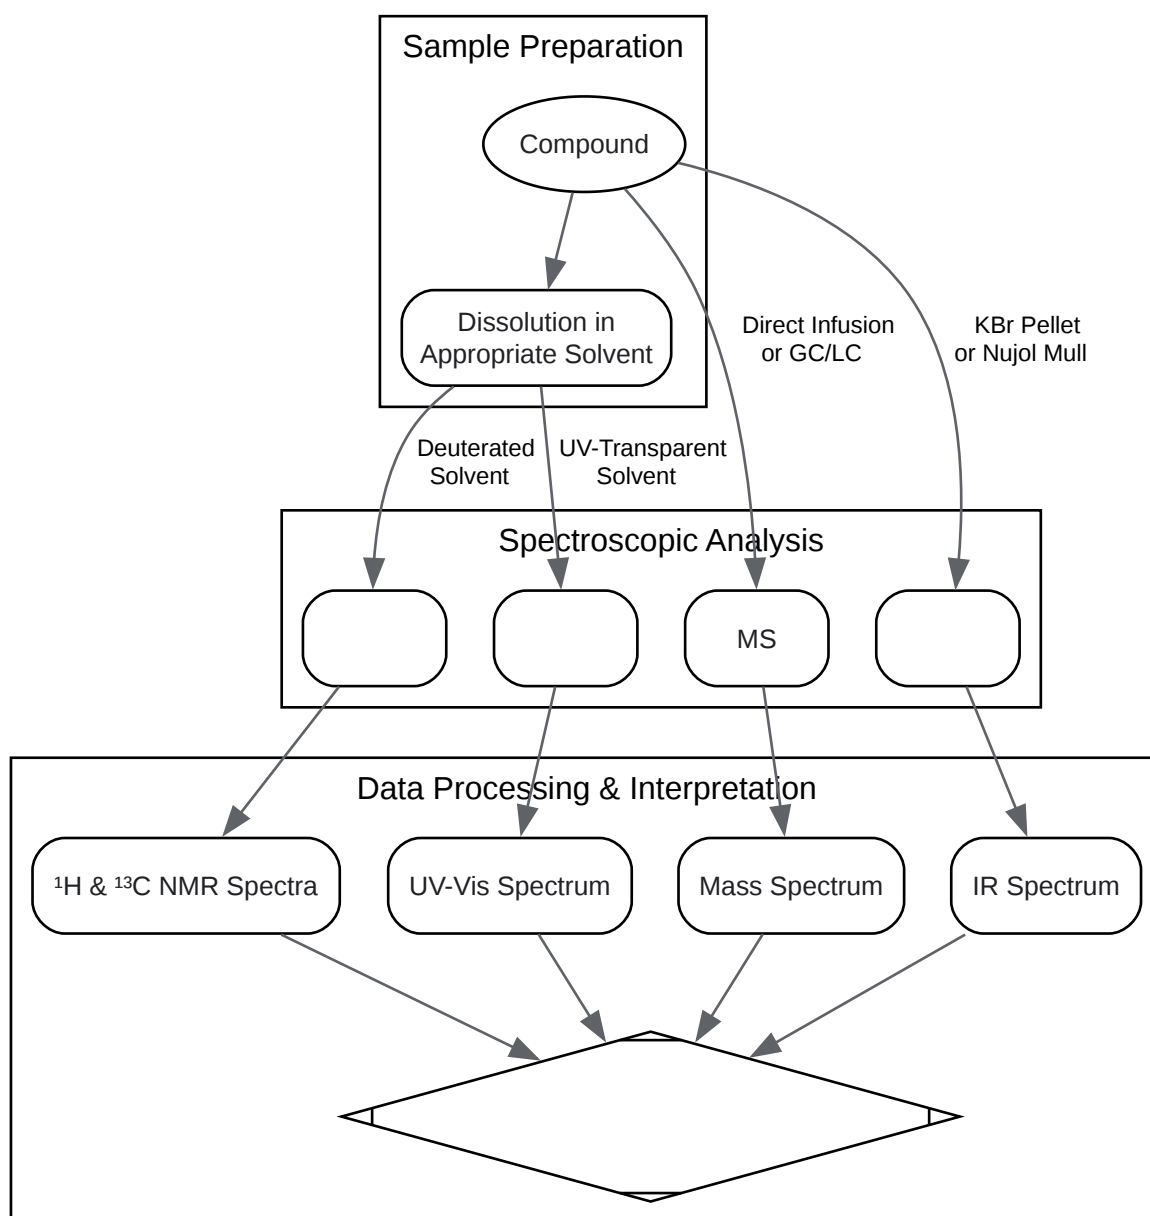 Sample Preparation
Compound
Dissolution in
Appropriate Solvent
Direct Infusion
or GC/LC
KBr Pellet
or Nujol Mull
Deuterated
Solvent
UV-Transparent
Solvent
Spectroscopic Analysis
MS
Data Processing & Interpretation
¹H & ¹³C NMR Spectra
UV-Vis Spectrum
Mass Spectrum
IR Spectrum